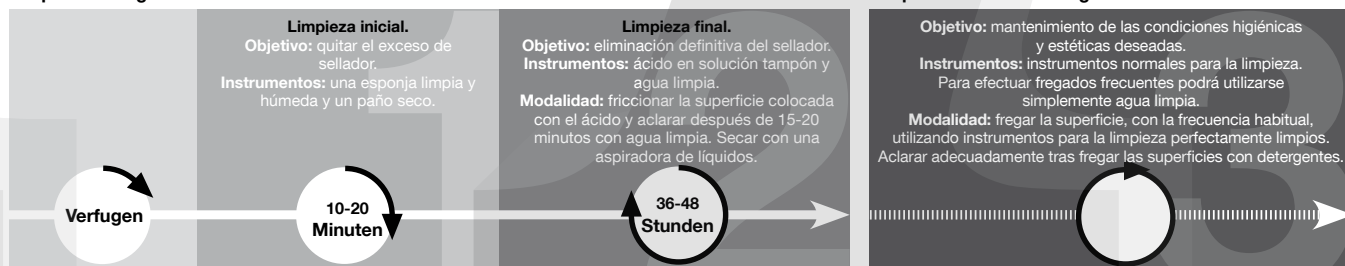 Limpieza inicial.
Objetivo: quitar el exceso de
sellador.
Instrumentos: una esponja limpia y
húmeda y un paño seco.
Limpieza final.
Objetivo: eliminación definitiva del sellador.
Instrumentos: ácido en solución tampón y
agua limpia.
Modalidad: friccionar la superficie colocada
con el ácido y aclarar después de 15-20
minutos con agua limpia. Secar con una
aspiradora de líquidos.
Objetivo: mantenimiento de las condiciones higiénicas
y estéticas deseadas.
Instrumentos: instrumentos normales para la limpieza.
Para efectuar fregados frecuentes podrá utilizarse
simplemente agua limpia.
Modalidad: fregar la superficie, con la frecuencia habitual,
utilizando instrumentos para la limpieza perfectamente limpios.
Aclarar adecuadamente tras fregar las superficies con detergentes.
Verfugen
10-20
Minuten
36-48
Stunden
1
2
3